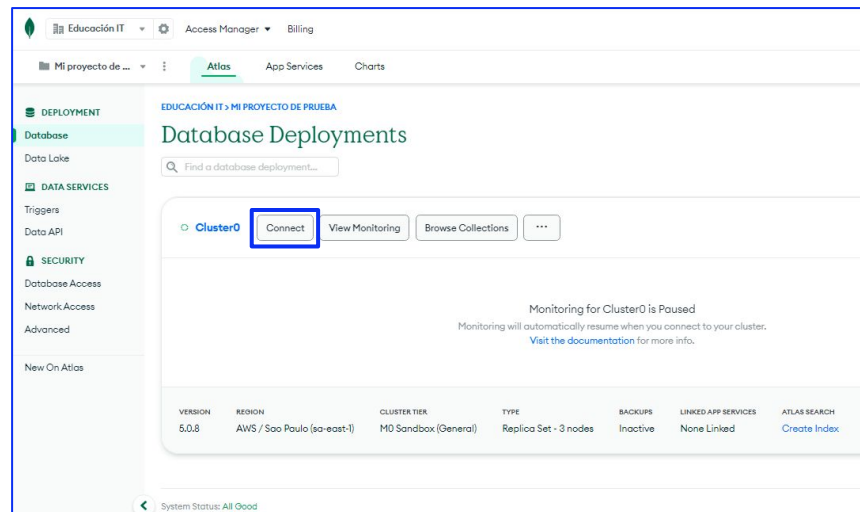 Educación IT
Access Manager
Billing
Mi proyecto de ...
Atlas
App Services
Charts
DEPLOYMENT
Database
Data Lake
DATA SERVICES
Triggers
Data API
SECURITY
Database Access
Network Access
Advanced
New On Atlas
EDUCACIÓN IT > MI PROYECTO DE PRUEBA
Database Deployments
Find a database deployment...
Cluster0
Connect
View Monitoring
Browse Collections
...
Monitoring for Cluster0 is Paused
Monitoring will automatically resume when you connect to your cluster.
Visit the documentation for more info.
VERSION REGION CLUSTER TIER TYPE BACKUPS LINKED APP SERVICES ATLAS SEARCH
5.0.8 AWS / Sao Paulo (sa-east-1) M0 Sandbox (General) Replica Set - 3 nodes Inactive None Linked Create Index
System Status: All Good